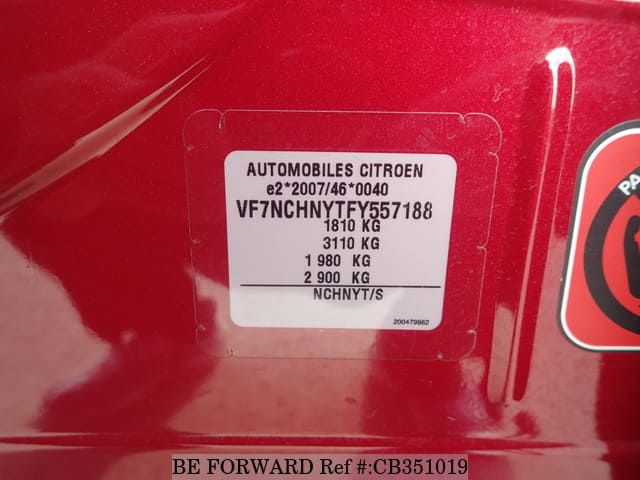 AUTOMOBILES CITROEN
e2*2007/46*0040
VF7NCHNYTFY557188
1810 KG
3110 KG
1 980 KG
2 900 KG
NCHNYT/S
200479862
PA
BE FORWARD Ref #:CB351019